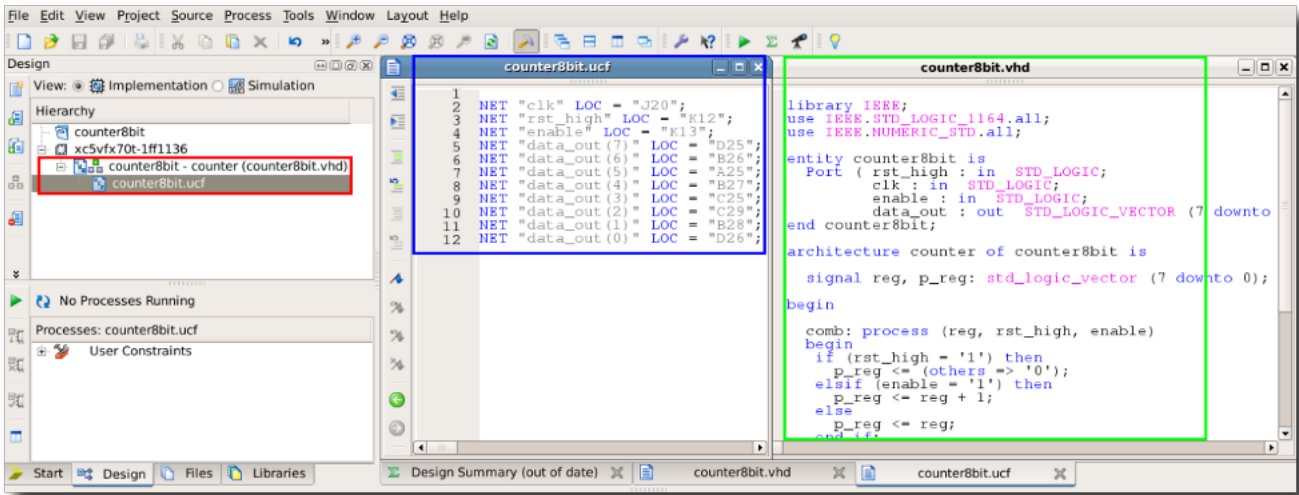 File Edit View Project Source Process Tools Window Layout Help
Design
View: Implementation Simulation
Hierarchy
counter8bit
xc5vfx70t-1ff1136
counter8bit - counter (counter8bit.vhd)
counter8bit.ucf
No Processes Running
Processes: counter8bit.ucf
User Constraints
Start Design Files Libraries
counter8bit.ucf
1
2 NET "clk" LOC = "J20";
3 NET "rst_high" LOC = "K12";
4 NET "enable" LOC = "K13";
5 NET "data_out(7)" LOC = "D25";
6 NET "data_out(6)" LOC = "B26";
7 NET "data_out(5)" LOC = "A25";
8 NET "data_out(4)" LOC = "B27";
9 NET "data_out(3)" LOC = "C25";
10 NET "data_out(2)" LOC = "C29";
11 NET "data_out(1)" LOC = "B28";
12 NET "data_out(0)" LOC = "D26";
counter8bit.vhd
library IEEE;
use IEEE.STD_LOGIC_1164.all;
use IEEE.NUMERIC_STD.all;
entity counter8bit is
Port ( rst_high : in STD_LOGIC;
clk : in STD_LOGIC;
enable : in STD_LOGIC;
data_out : out STD_LOGIC_VECTOR (7 downto
end counter8bit;
architecture counter of counter8bit is
signal reg, p_reg: std_logic_vector (7 downto 0);
begin
comb: process (reg, rst_high, enable)
begin
if (rst_high = '1') then
p_reg <= (others => '0');
elsif (enable = '1') then
p_reg <= reg + 1;
else
p_reg <= reg;
end if;
Design Summary (out of date) counter8bit.vhd counter8bit.ucf